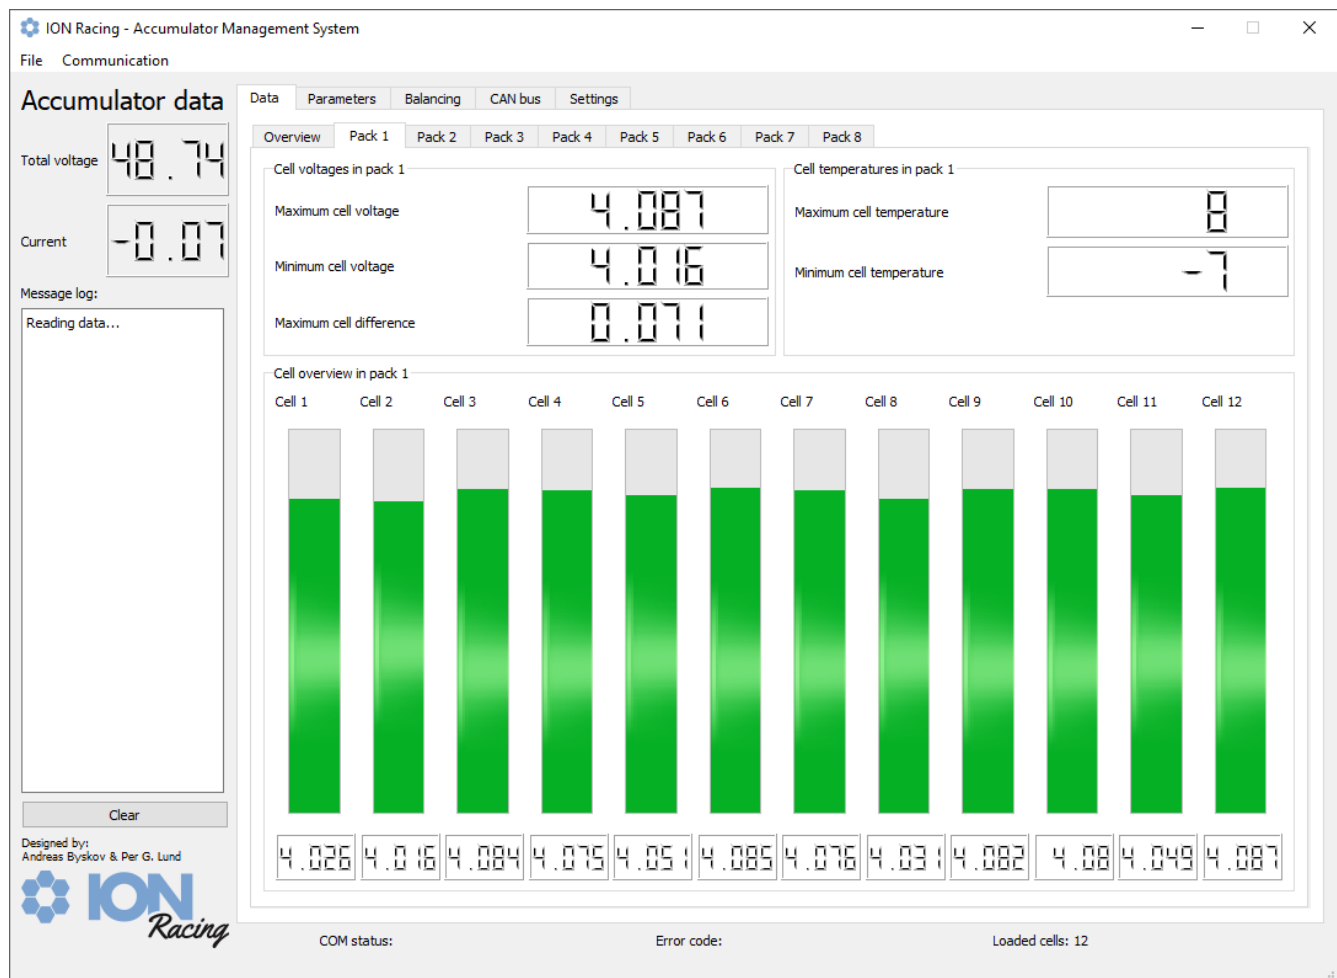 ION Racing - Accumulator Management System
File Communication
Accumulator data
Total voltage 48.74
Current -0.07
Message log:
Reading data...
Clear
Designed by:
Andreas Byskov & Per G. Lund
ION
Racing
Data Parameters Balancing CAN bus Settings
Overview Pack 1 Pack 2 Pack 3 Pack 4 Pack 5 Pack 6 Pack 7 Pack 8
Cell voltages in pack 1
Maximum cell voltage 4.087
Minimum cell voltage 4.016
Maximum cell difference 0.071
Cell temperatures in pack 1
Maximum cell temperature 8
Minimum cell temperature -7
Cell overview in pack 1
Cell 1 Cell 2 Cell 3 Cell 4 Cell 5 Cell 6 Cell 7 Cell 8 Cell 9 Cell 10 Cell 11 Cell 12
4.026 4.016 4.084 4.075 4.051 4.085 4.076 4.031 4.082 4.08 4.049 4.087
COM status: Error code: Loaded cells: 12